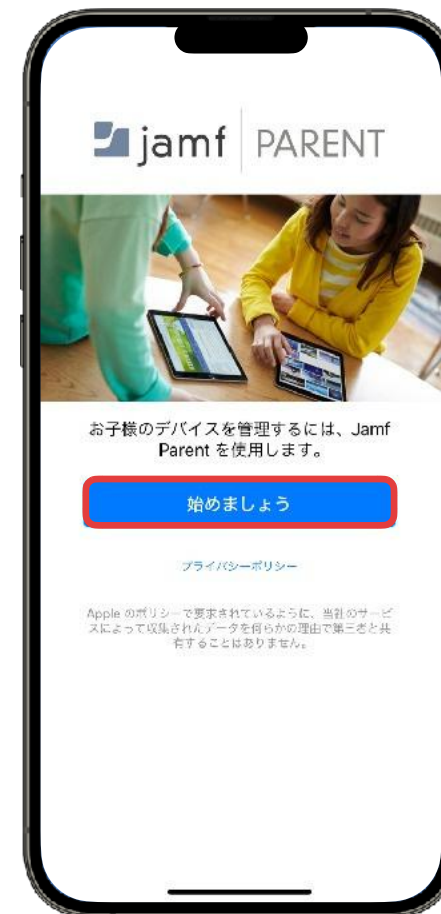 jamf PARENT
お子様のデバイスを管理するには、Jamf
Parent を使用します。
始めましょう
プライバシーポリシー
Apple のポリシーで要求されているように、当社のサービ
スによって収集されたデータを何らかの理由で第三者と共
有することはありません。